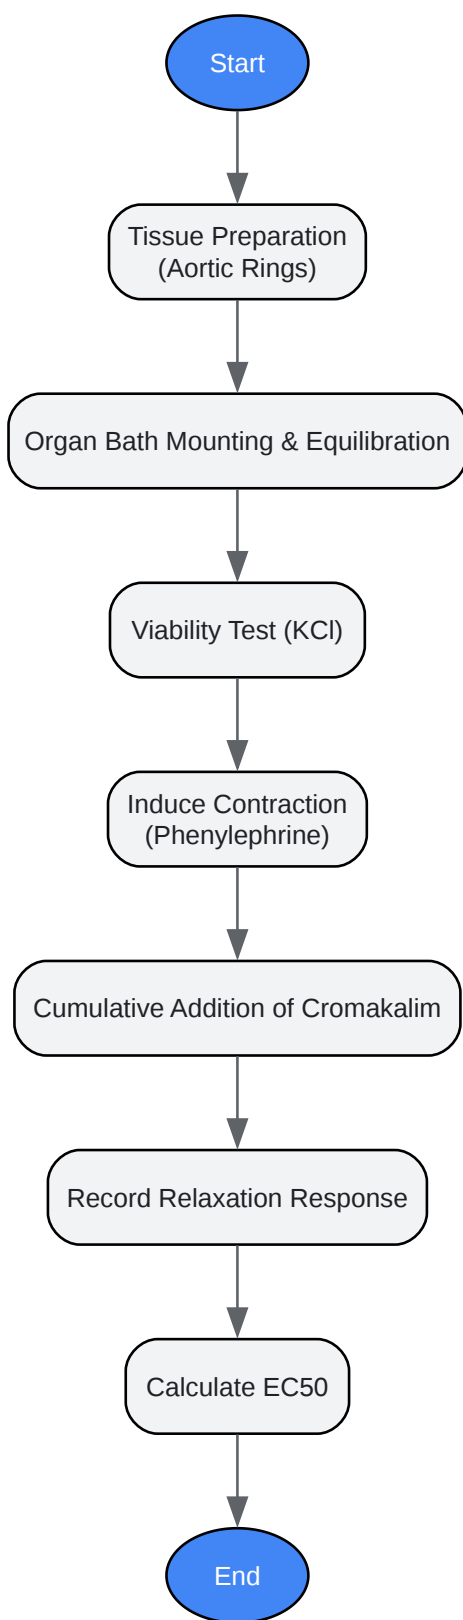 Start
Tissue Preparation
(Aortic Rings)
Organ Bath Mounting & Equilibration
Viability Test (KCl)
Induce Contraction
(Phenylephrine)
Cumulative Addition of Cromakalim
Record Relaxation Response
Calculate EC50
End